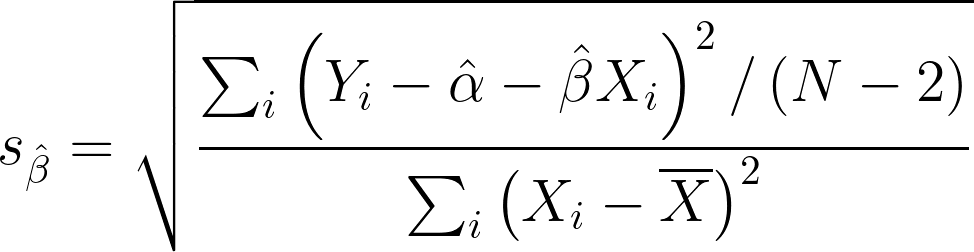 s_{\hat{\beta}} = \sqrt{\frac{\sum_i \left(Y_i - \hat{\alpha} - \hat{\beta} X_i\right)^2 / (N - 2)}{\sum_i \left(X_i - \overline{X}\right)^2}}